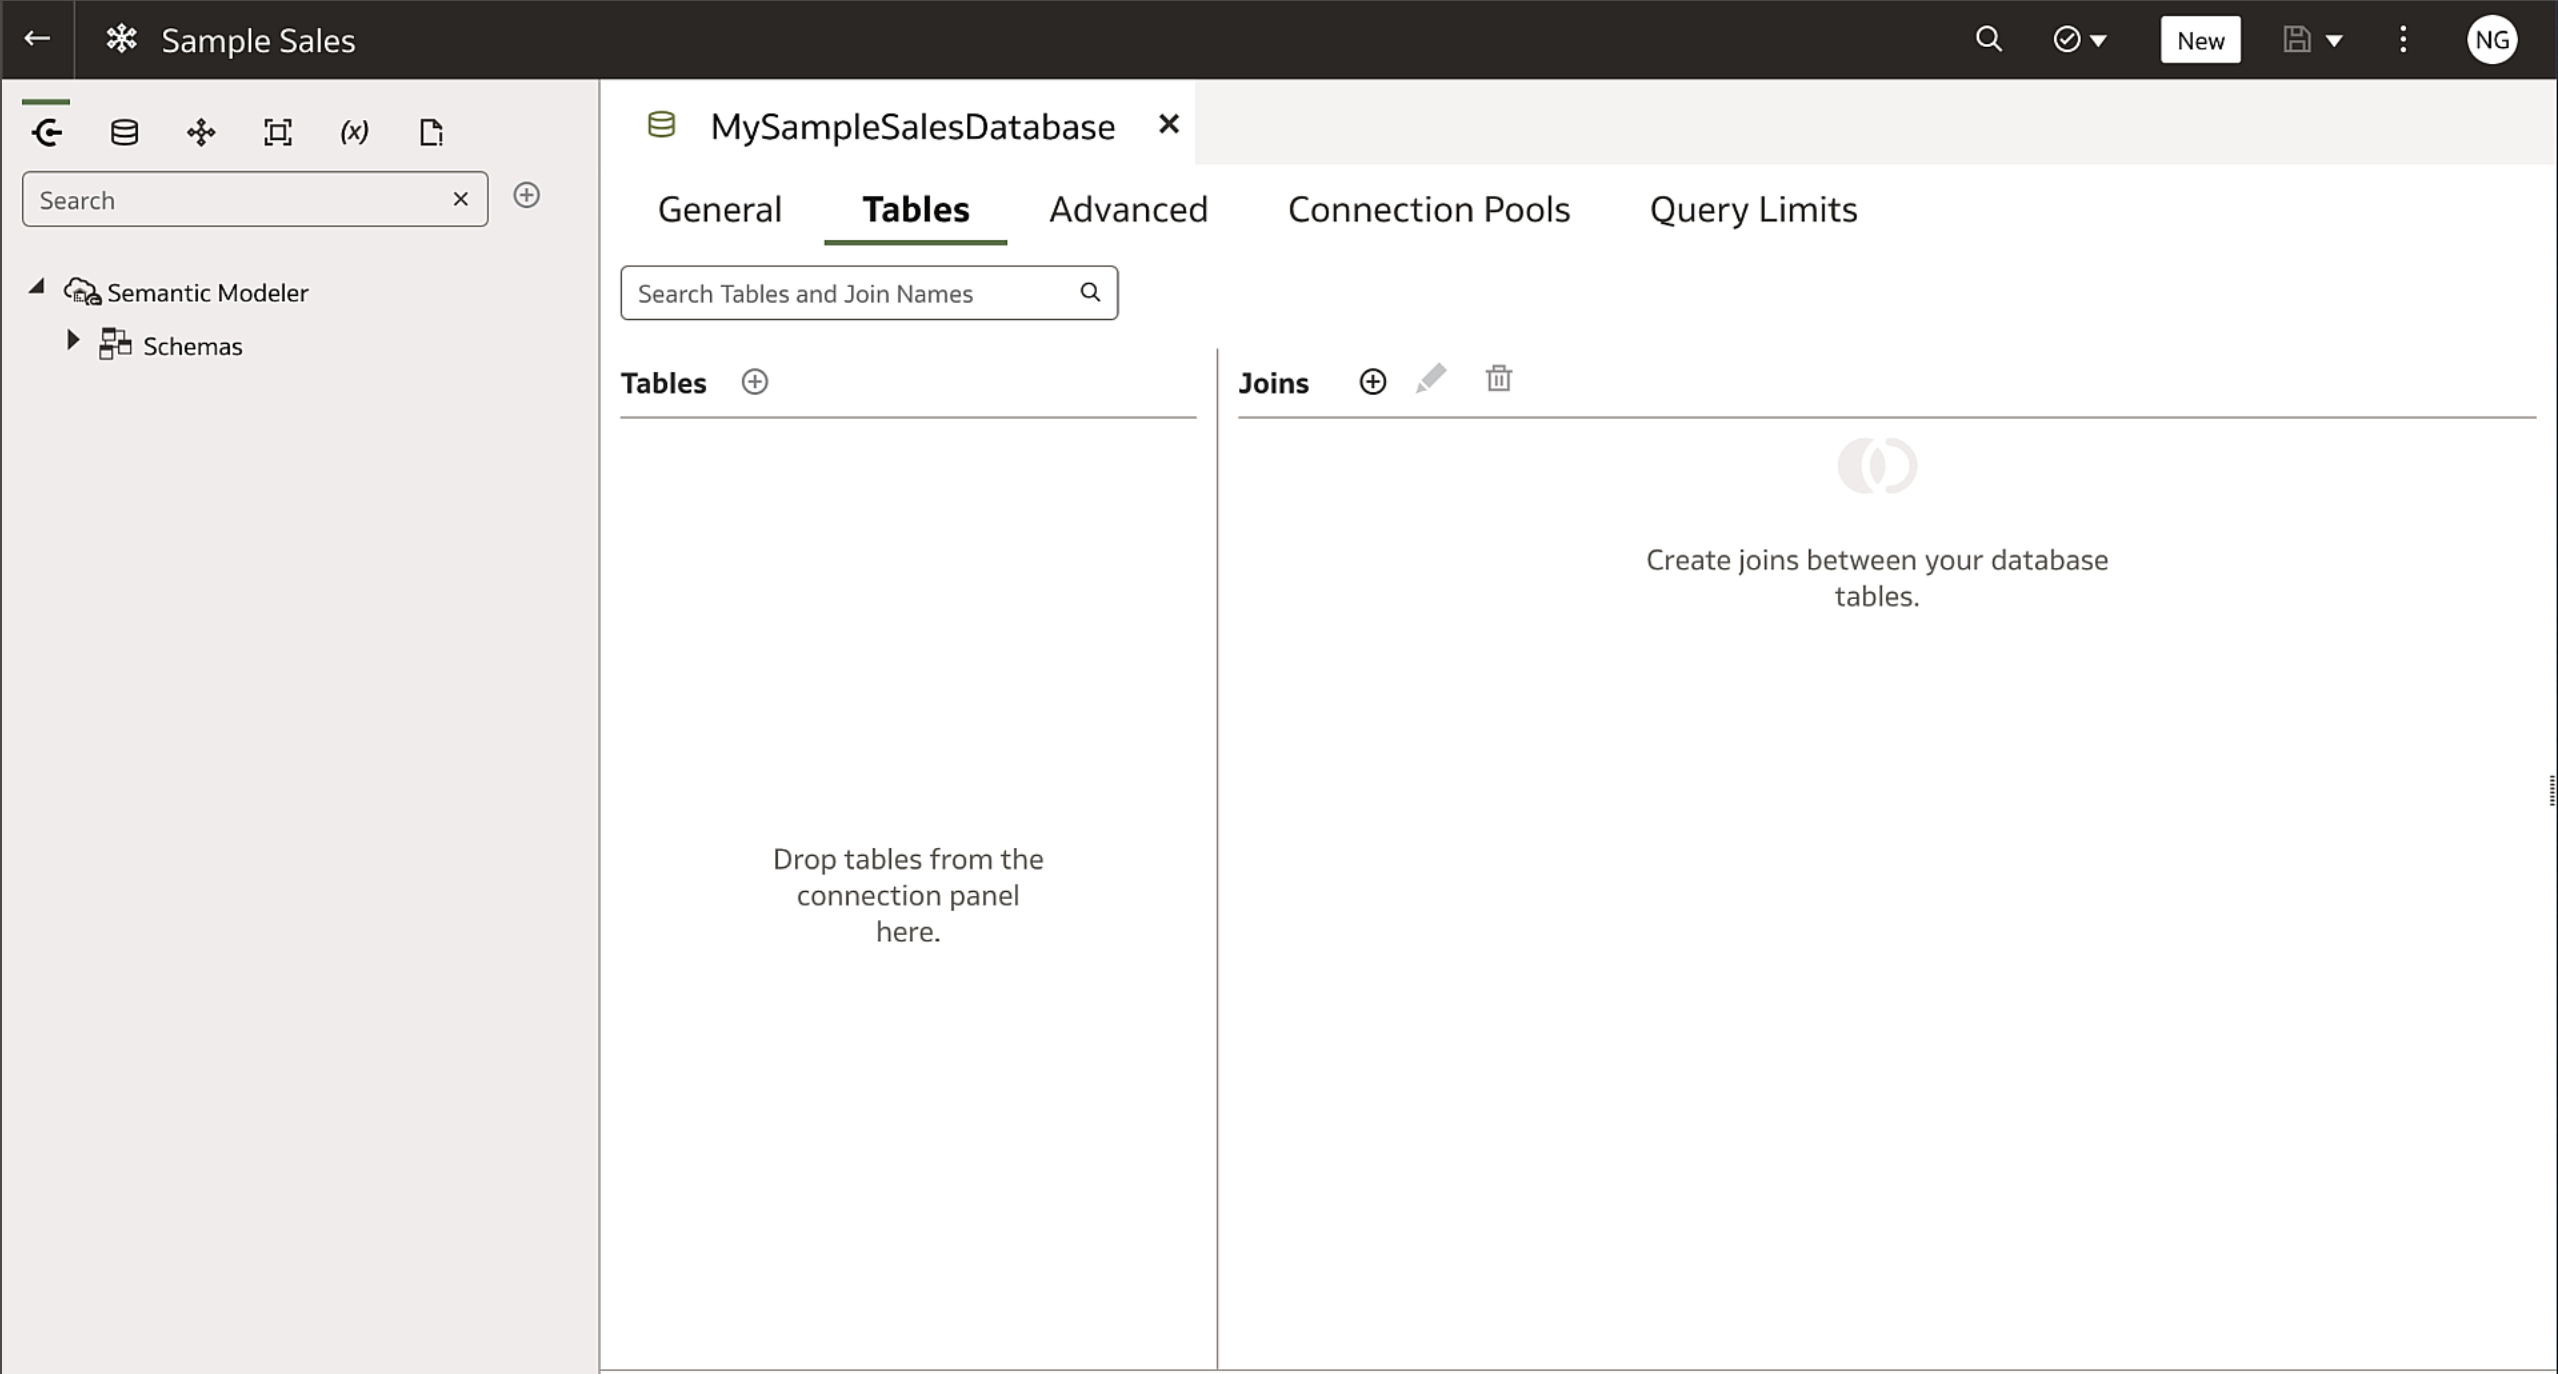 Sample Sales
New
NG
(x)
Search
Semantic Modeler
Schemas
MySampleSalesDatabase
General
Tables
Advanced
Connection Pools
Query Limits
Search Tables and Join Names
Tables
Joins
Create joins between your database
tables.
Drop tables from the
connection panel
here.